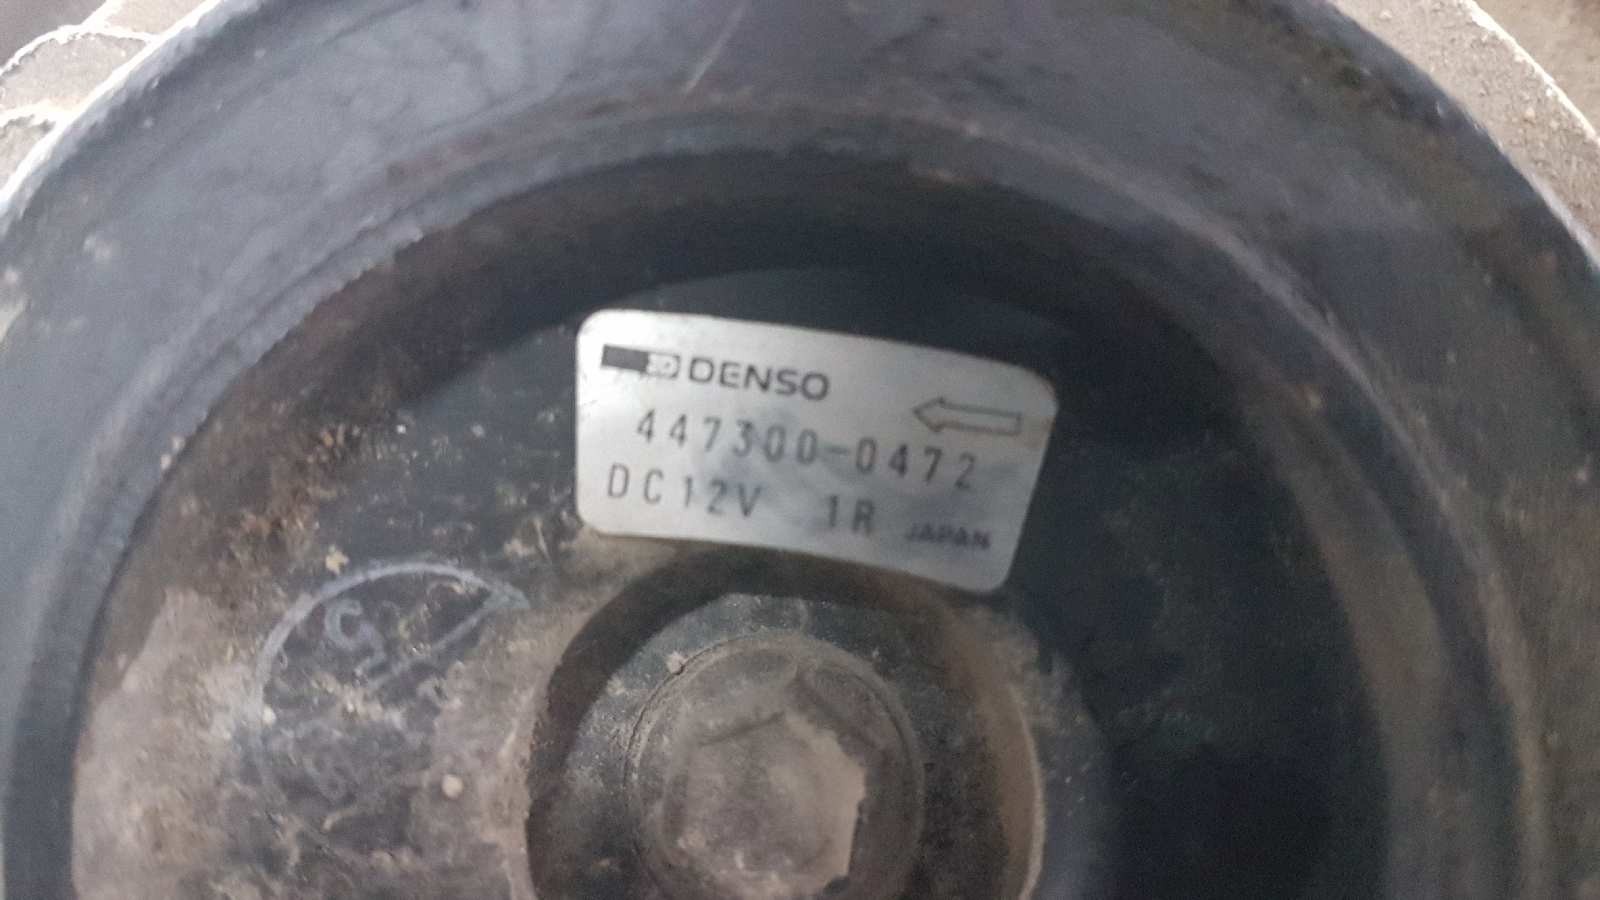 DENSO
447300-0472
DC12V 1R JAPAN